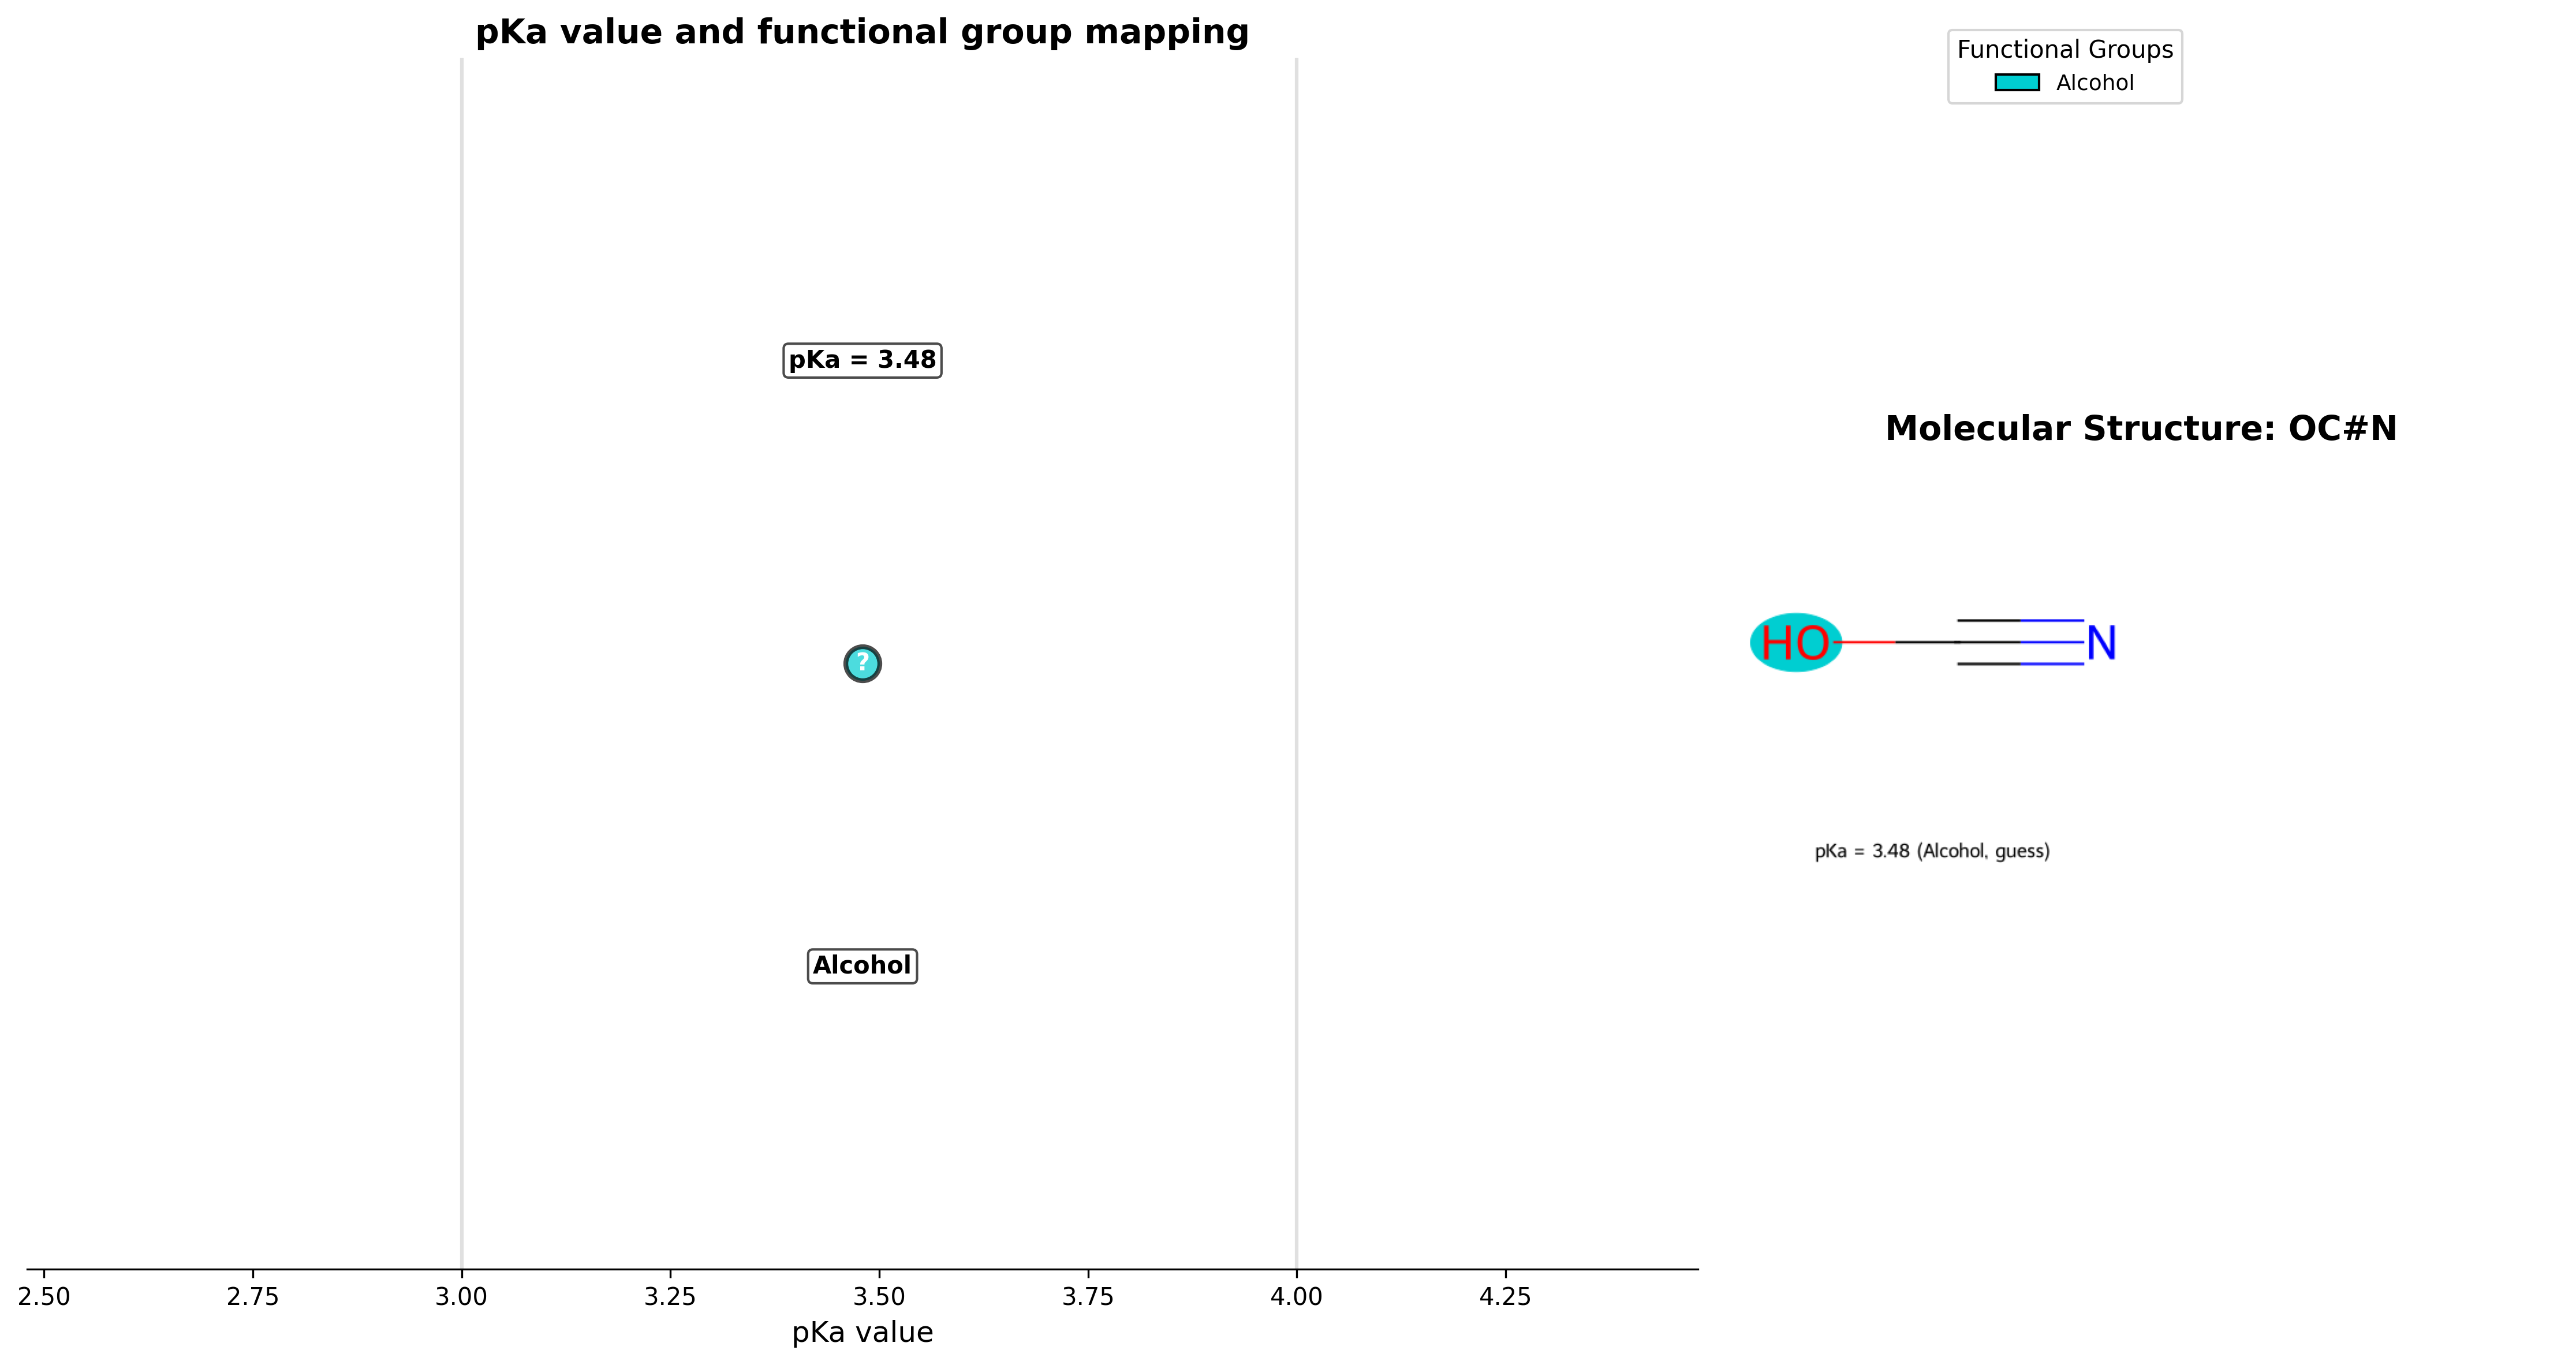 pKa value and functional group mapping
pKa = 3.48
?
Alcohol
2.50 2.75 3.00 3.25 3.50 3.75 4.00 4.25
pKa value
Functional Groups
Alcohol
Molecular Structure: OC#N
HO N
pKa = 3.48 (Alcohol, guess)